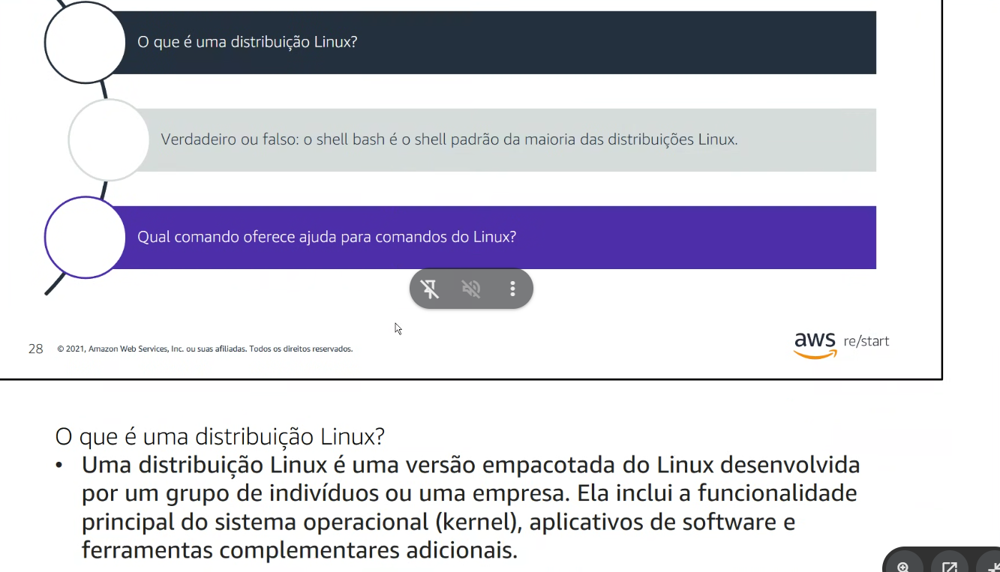 O que é uma distribuição Linux?
Verdadeiro ou falso: o shell bash é o shell padrão da maioria das distribuições Linux.
Qual comando oferece ajuda para comandos do Linux?
28 © 2021, Amazon Web Services, Inc. ou suas afiliadas. Todos os direitos reservados.
aws re/start
O que é uma distribuição Linux?
• Uma distribuição Linux é uma versão empacotada do Linux desenvolvida
por um grupo de indivíduos ou uma empresa. Ela inclui a funcionalidade
principal do sistema operacional (kernel), aplicativos de software e
ferramentas complementares adicionais.